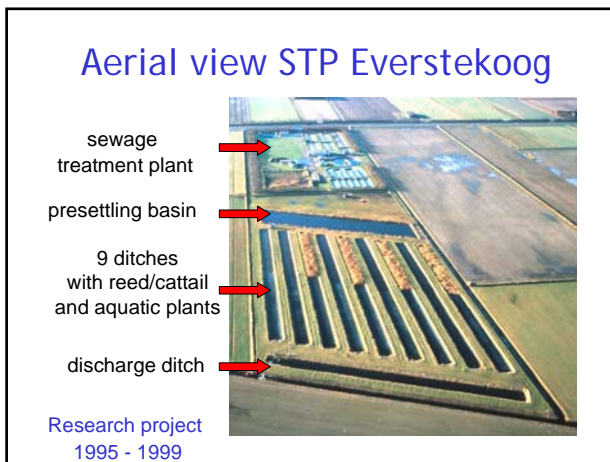 Aerial view STP Everstekoog
sewage
treatment plant
presettling basin
9 ditches
with reed/cattail
and aquatic plants
discharge ditch
Research project
1995 - 1999